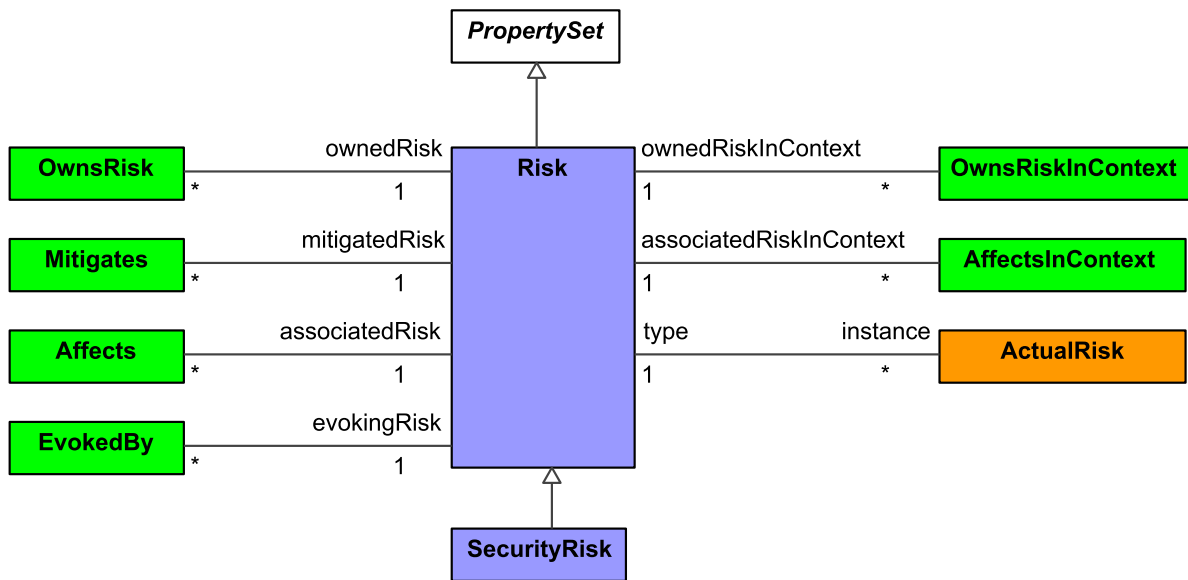 PropertySet
ownedRisk
ownedRiskInContext
OwnsRisk
Risk
OwnsRiskInContext
* 1 1 *
mitigatedRisk
associatedRiskInContext
Mitigates
AffectsInContext
* 1 1 *
associatedRisk
type
instance
Affects
ActualRisk
* 1 1 *
evokingRisk
EvokedBy
* 1
SecurityRisk